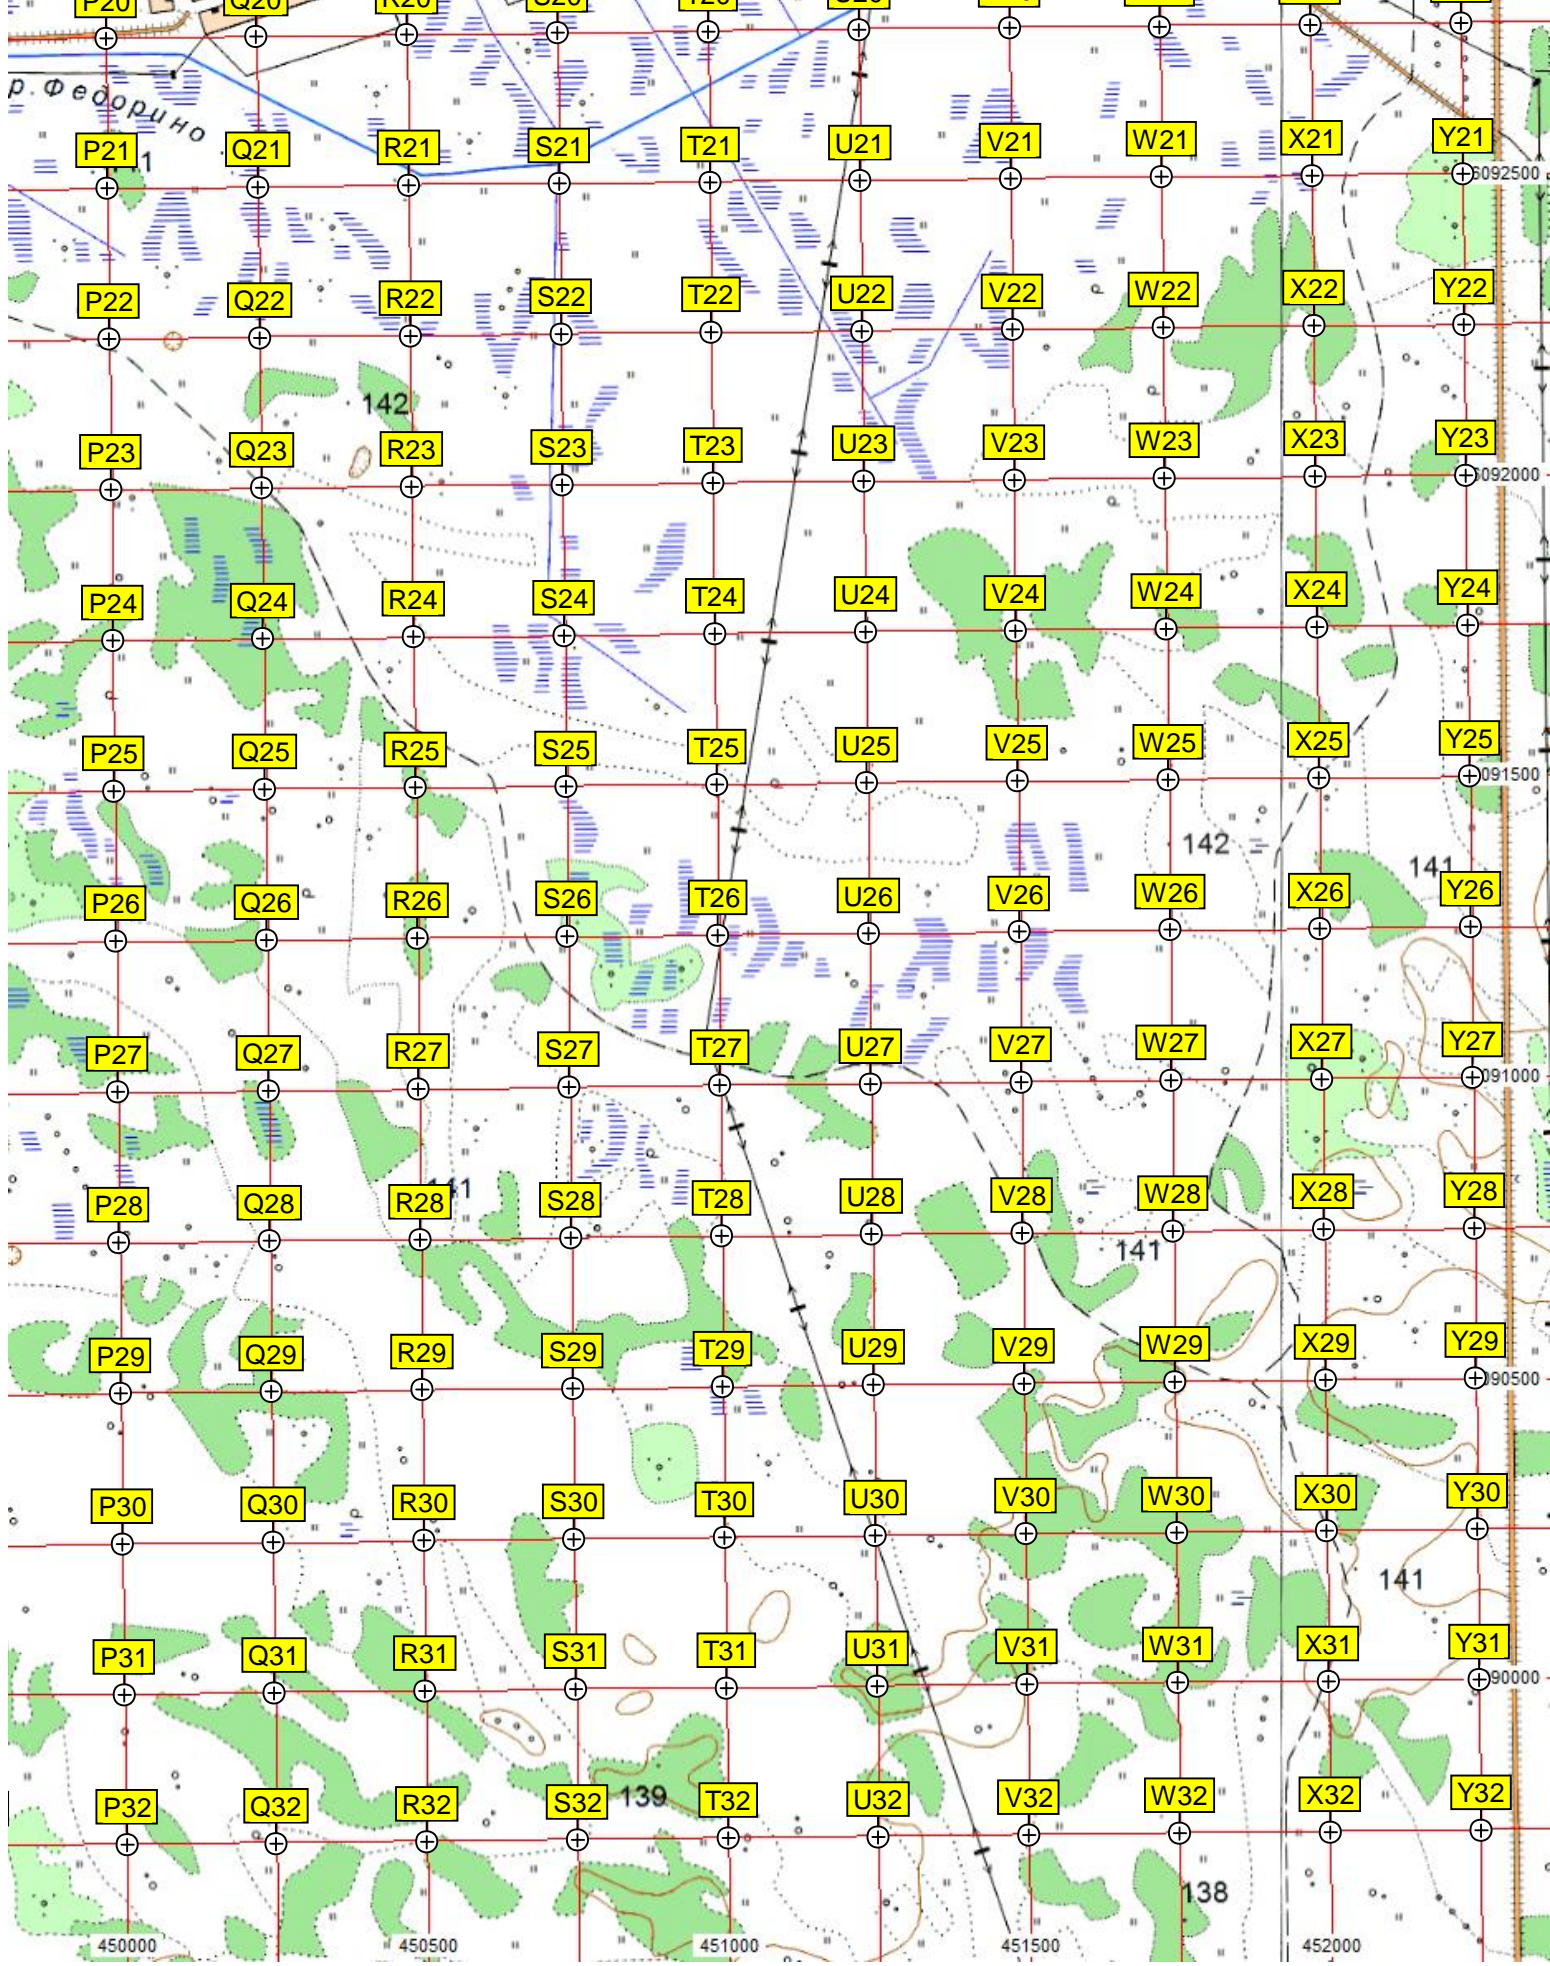 P20 Q20 R20 S20 T20 U20
р. Федорино
P21 Q21 R21 S21 T21 U21 V21 W21 X21 Y21
6092500
P22 Q22 R22 S22 T22 U22 V22 W22 X22 Y22
142
P23 Q23 R23 S23 T23 U23 V23 W23 X23 Y23
6092000
P24 Q24 R24 S24 T24 U24 V24 W24 X24 Y24
P25 Q25 R25 S25 T25 U25 V25 W25 X25 Y25
091500
142 141
P26 Q26 R26 S26 T26 U26 V26 W26 X26 Y26
P27 Q27 R27 S27 T27 U27 V27 W27 X27 Y27
091000
P28 Q28 R28 41 S28 T28 U28 V28 W28 X28 Y28
141
P29 Q29 R29 S29 T29 U29 V29 W29 X29 Y29
090500
P30 Q30 R30 S30 T30 U30 V30 W30 X30 Y30
141
P31 Q31 R31 S31 T31 U31 V31 W31 X31 Y31
90000
P32 Q32 R32 S32 139 T32 U32 V32 W32 X32 Y32
138
450000 450500 451000 451500 452000